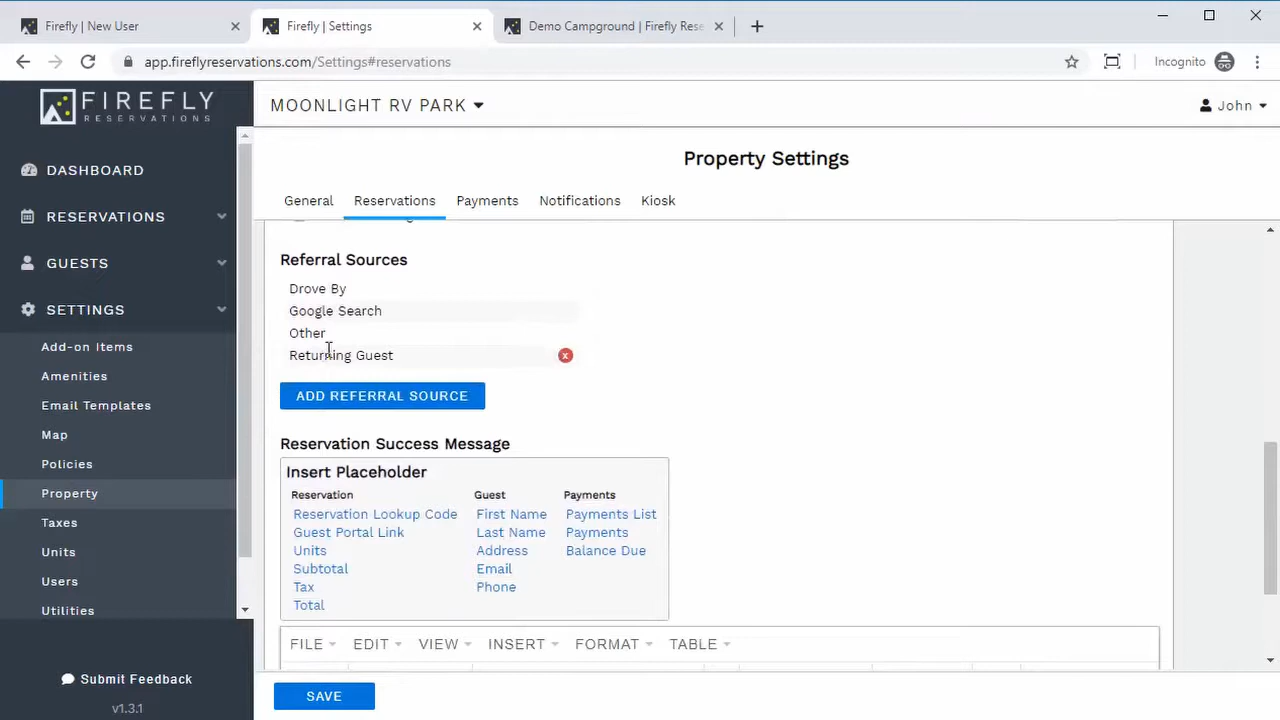 Firefly | New User
Firefly | Settings
Demo Campground | Firefly Rese
app.fireflyreservations.com/Settings#reservations
Incognito
FIREFLY
RESERVATIONS
MOONLIGHT RV PARK
John
DASHBOARD
RESERVATIONS
GUESTS
SETTINGS
Add-on Items
Amenities
Email Templates
Map
Policies
Property
Taxes
Units
Users
Utilities
Submit Feedback
v1.3.1
Property Settings
General Reservations Payments Notifications Kiosk
Referral Sources
Drove By
Google Search
Other
Returning Guest
ADD REFERRAL SOURCE
Reservation Success Message
Insert Placeholder
Reservation Guest Payments
Reservation Lookup Code First Name Payments List
Guest Portal Link Last Name Payments
Units Address Balance Due
Subtotal Email
Tax Phone
Total
FILE EDIT VIEW INSERT FORMAT TABLE
SAVE